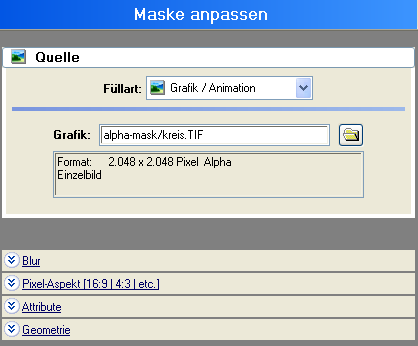 Maske anpassen
Quelle
Füllart: Grafik / Animation
Grafik: alpha-mask/kreis.TIF
Format: 2.048 x 2.048 Pixel Alpha
Einzelbild
Blur
Pixel-Aspekt [16:9 | 4:3 | etc.]
Attribute
Geometrie